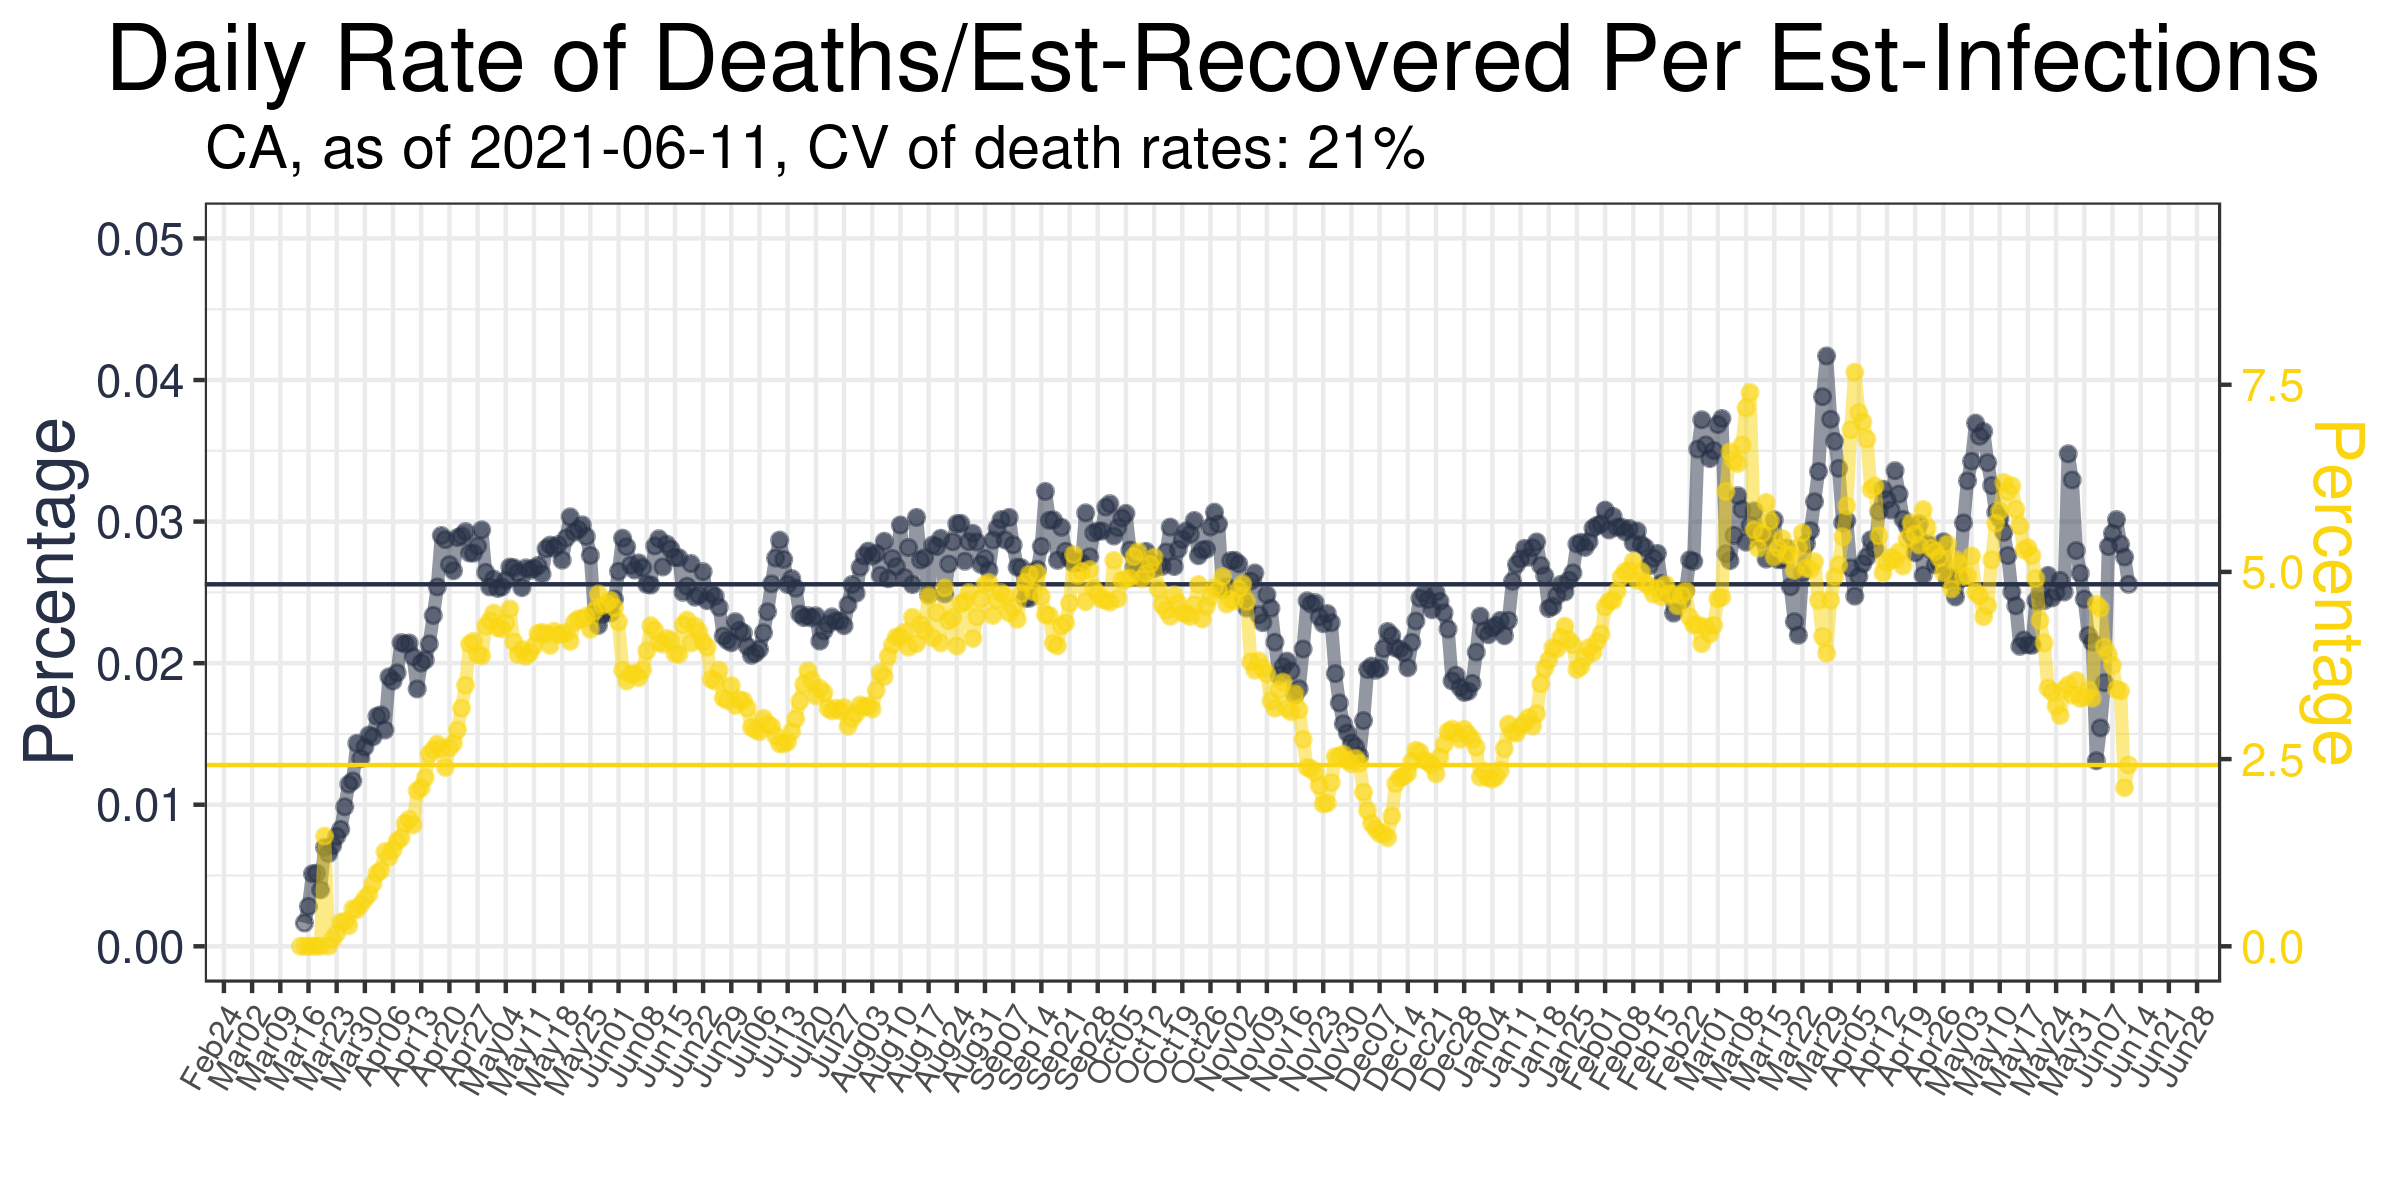 Daily Rate of Deaths/Est-Recovered Per Est-Infections
CA, as of 2021-06-11, CV of death rates: 21%
Percentage
0.05
0.04
0.03
0.02
0.01
0.00
7.5
5.0
2.5
0.0
Percentage
Feb24
Mar02
Mar09
Mar16
Mar23
Mar30
Apr06
Apr13
Apr20
Apr27
May04
May11
May18
May25
Jun01
Jun08
Jun15
Jun22
Jun29
Jul06
Jul13
Jul20
Jul27
Aug03
Aug10
Aug17
Aug24
Aug31
Sep07
Sep14
Sep21
Sep28
Oct05
Oct12
Oct19
Oct26
Nov02
Nov09
Nov16
Nov23
Nov30
Dec07
Dec14
Dec21
Dec28
Jan04
Jan11
Jan18
Jan25
Feb01
Feb08
Feb15
Feb22
Mar01
Mar08
Mar15
Mar22
Mar29
Apr05
Apr12
Apr19
Apr26
May03
May10
May17
May24
May31
Jun07
Jun14
Jun21
Jun28